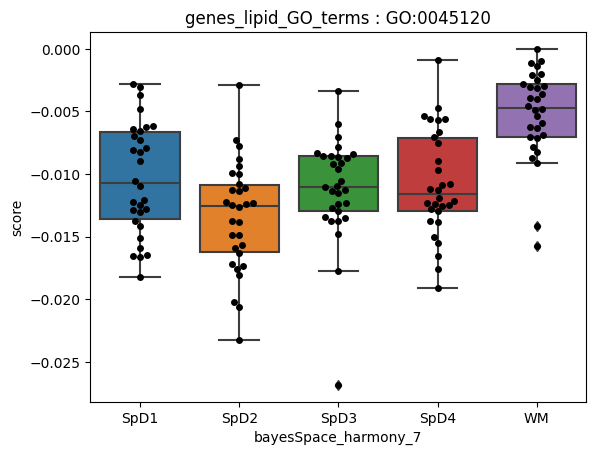 genes_lipid_GO_terms : GO:0045120
0.000
−0.005
−0.010
−0.015
−0.020
−0.025
score
SpD1 SpD2 SpD3 SpD4 WM
bayesSpace_harmony_7